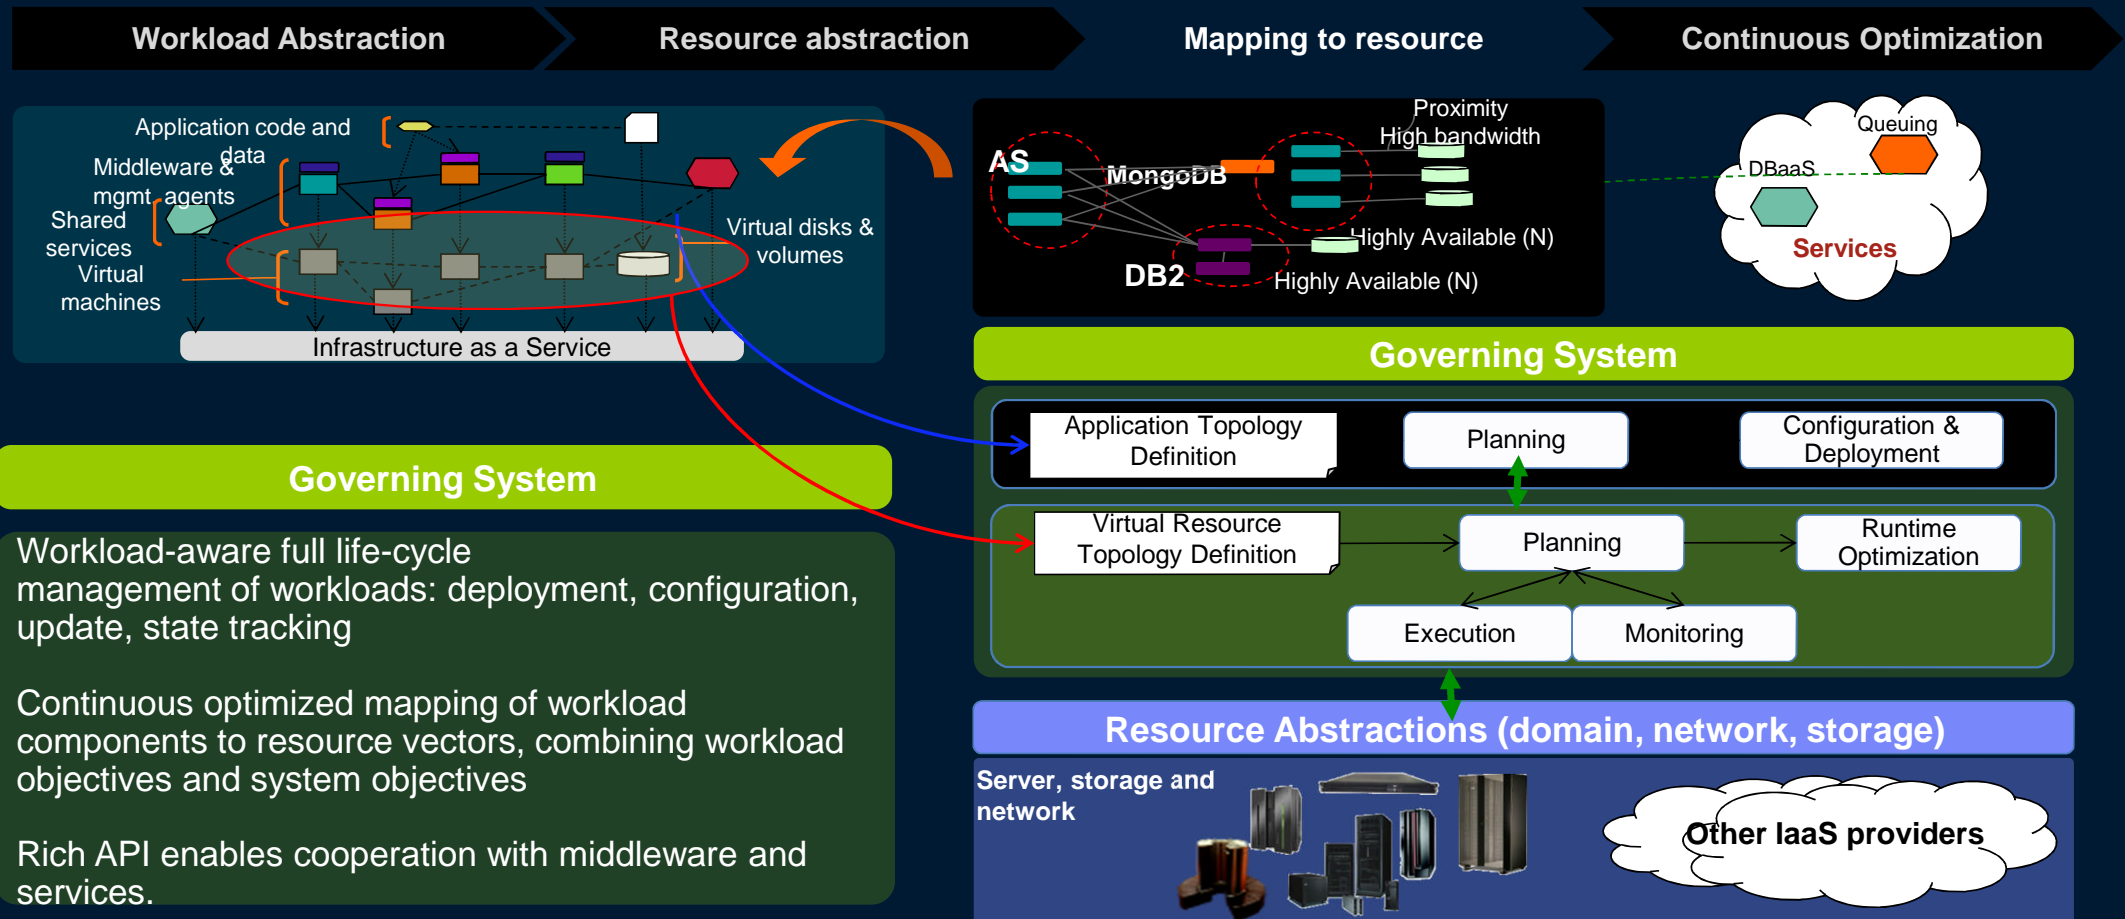 Workload Abstraction
Resource abstraction
Mapping to resource
Continuous Optimization
Application code and
data
Middleware &
mgmt. agents
Shared
services
Virtual
machines
Virtual disks &
volumes
Infrastructure as a Service
AS
MongoDB
DB2
Proximity
High bandwidth
Highly Available (N)
Highly Available (N)
Queuing
DBaaS
Services
Governing System
Workload-aware full life-cycle
management of workloads: deployment, configuration,
update, state tracking
Continuous optimized mapping of workload
components to resource vectors, combining workload
objectives and system objectives
Rich API enables cooperation with middleware and
services.
Governing System
Application Topology
Definition
Planning
Configuration &
Deployment
Virtual Resource
Topology Definition
Planning
Runtime
Optimization
Execution
Monitoring
Resource Abstractions (domain, network, storage)
Server, storage and
network
Other IaaS providers